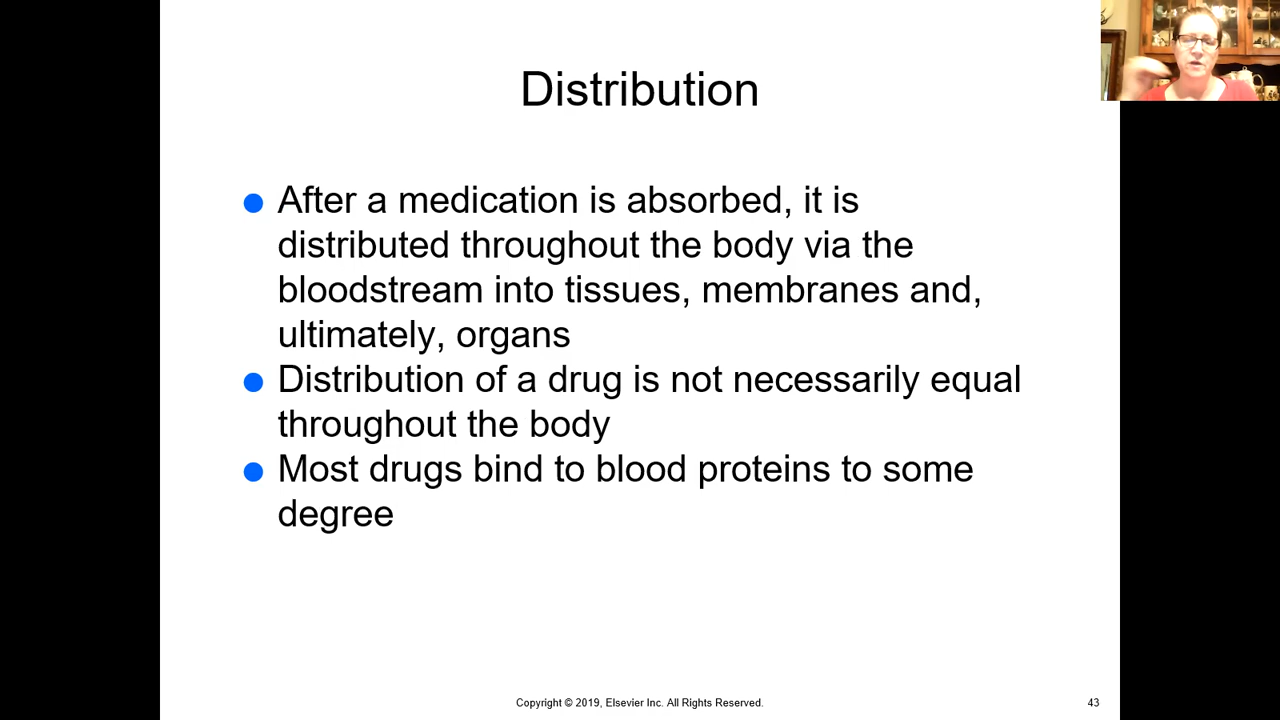 Distribution
After a medication is absorbed, it is
distributed throughout the body via the
bloodstream into tissues, membranes and,
ultimately, organs
Distribution of a drug is not necessarily equal
throughout the body
Most drugs bind to blood proteins to some
degree
Copyright © 2019, Elsevier Inc. All Rights Reserved.
43